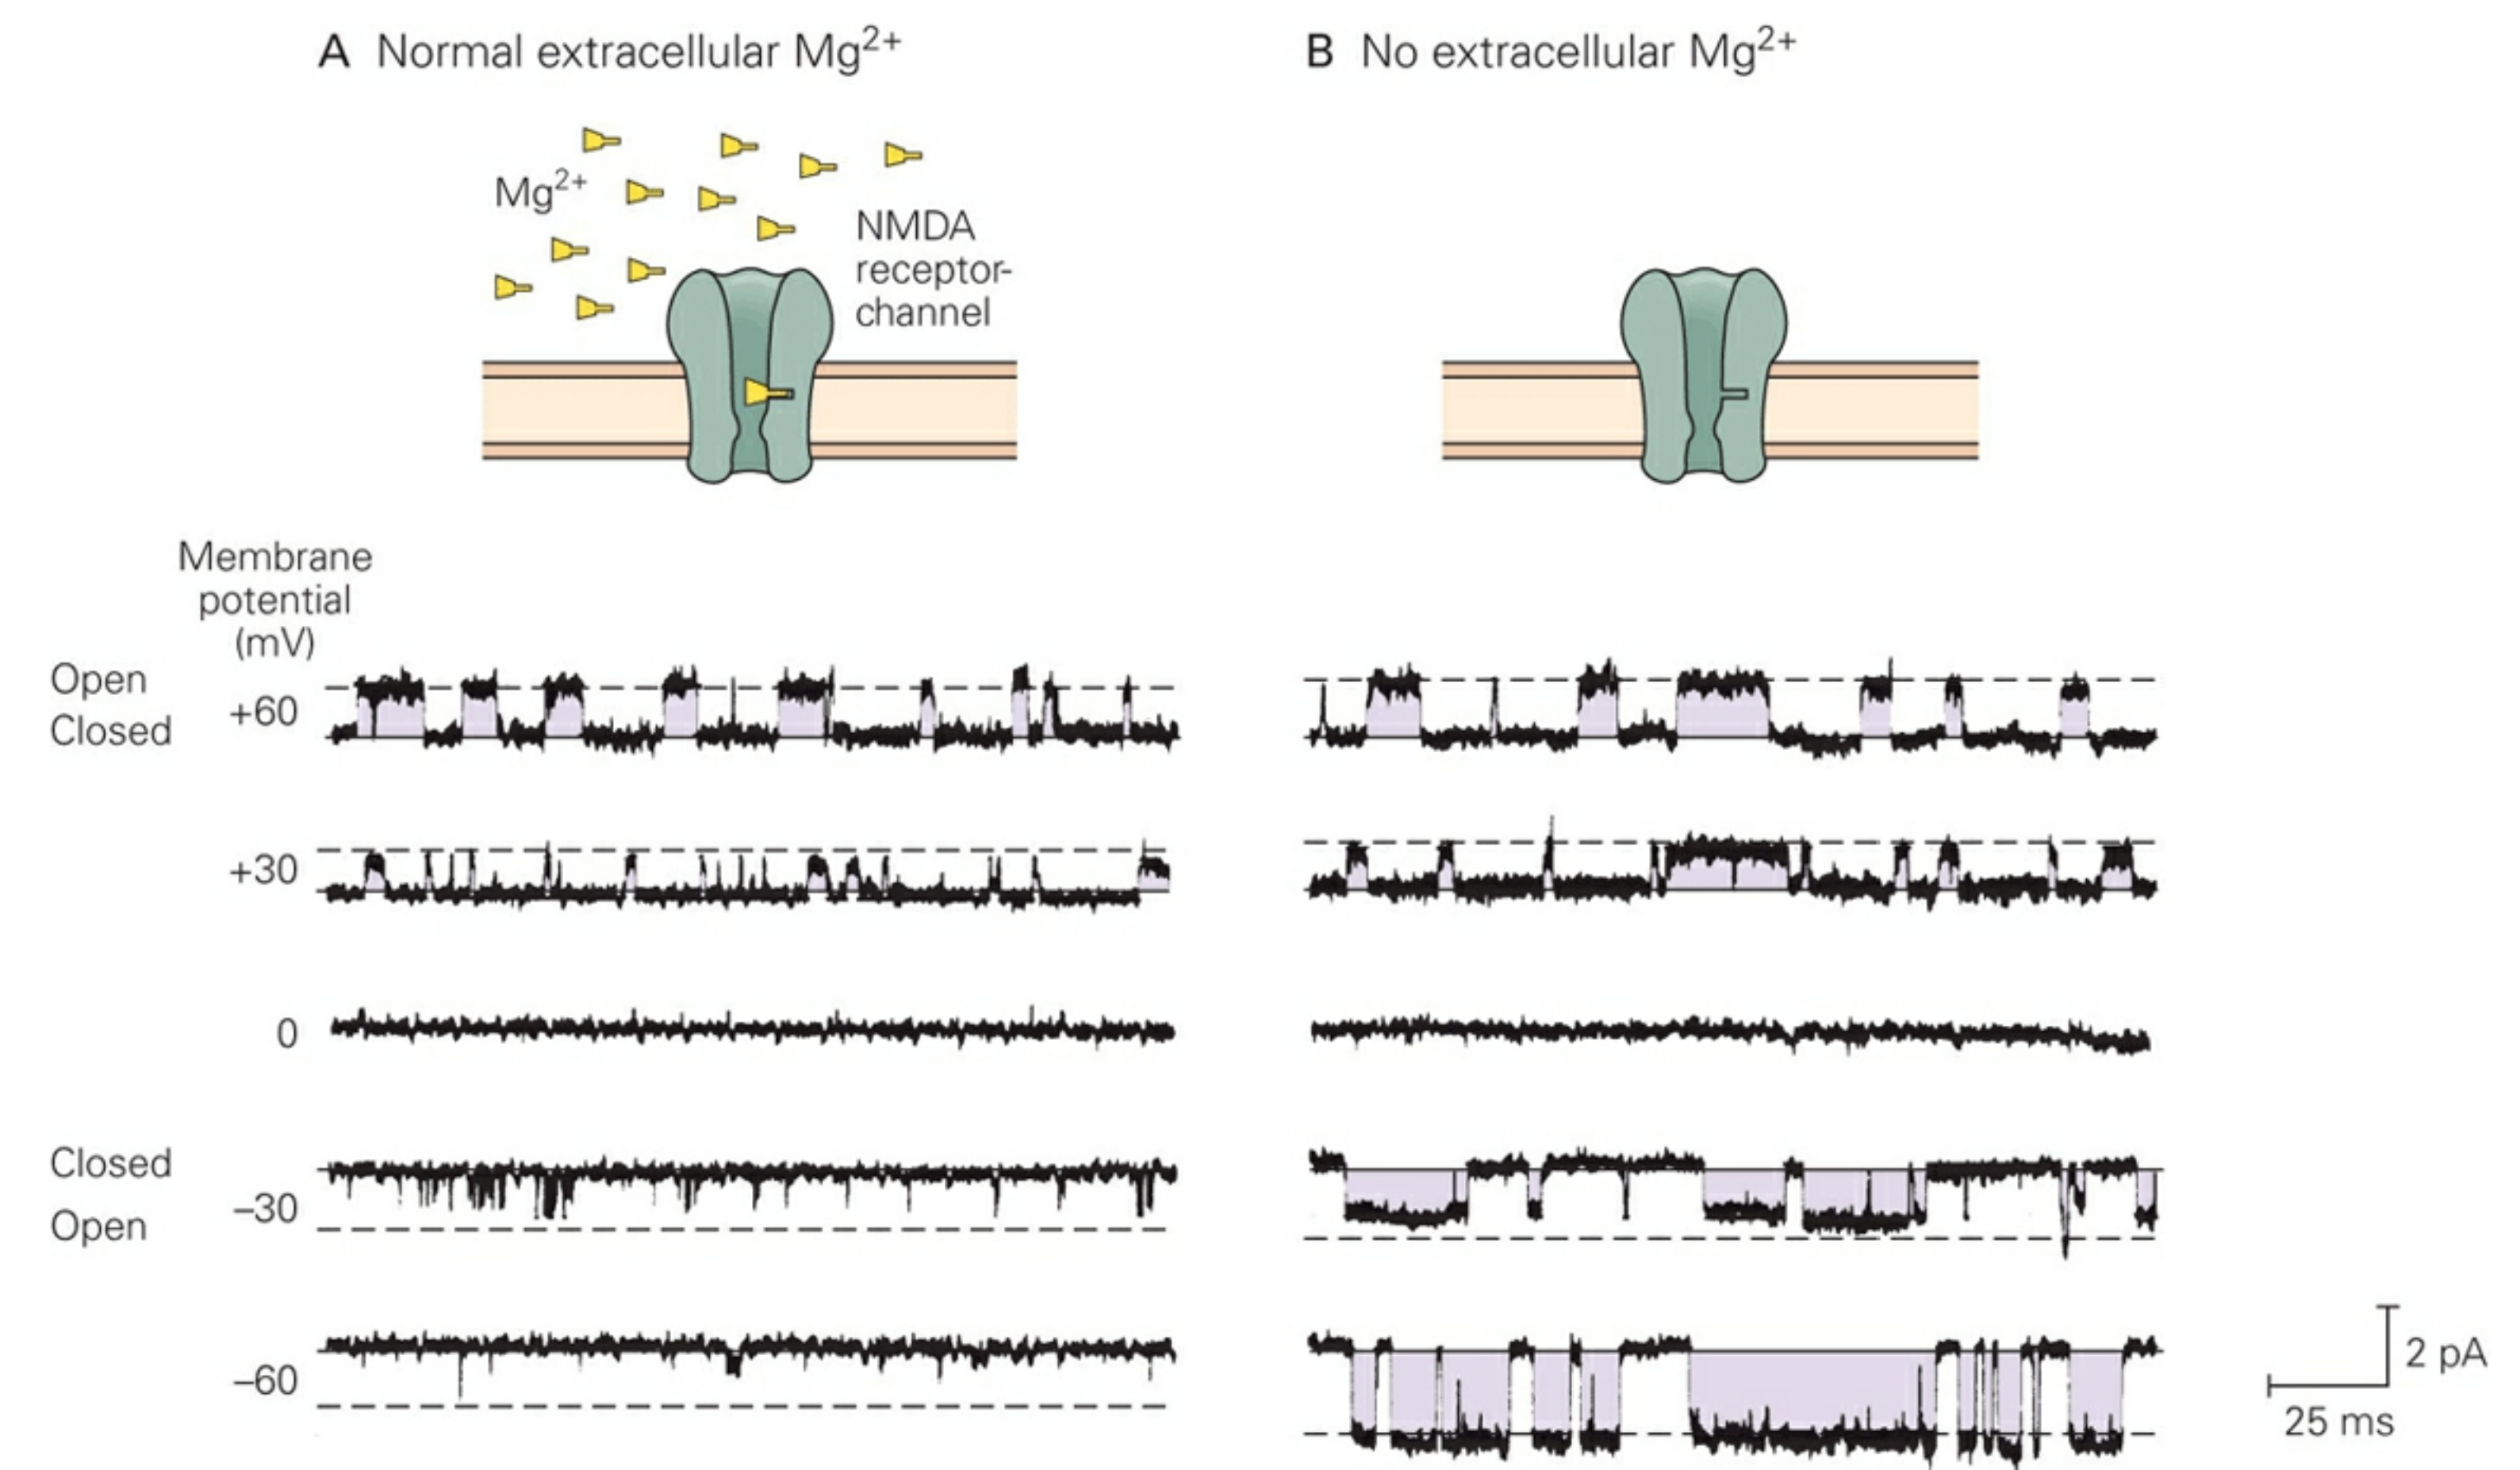 A Normal extracellular Mg²⁺
B No extracellular Mg²⁺
Mg²⁺
NMDA
receptor-
channel
Membrane
potential
(mV)
Open
+60
Closed
+30
0
Closed
–30
Open
–60
2 pA
25 ms